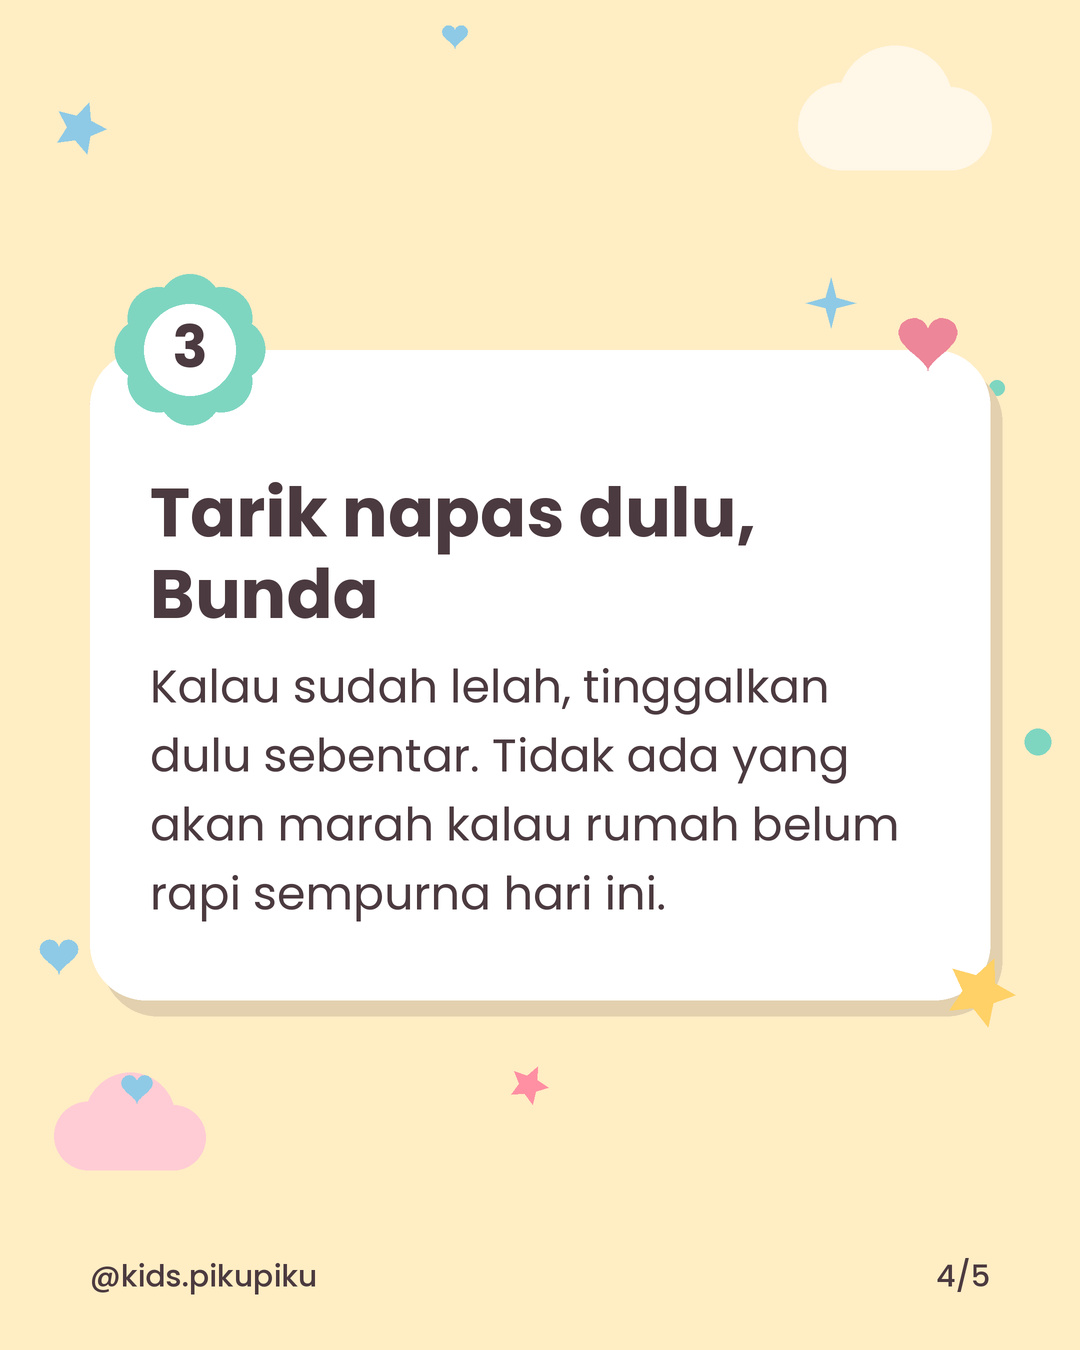 3
Tarik napas dulu,
Bunda
Kalau sudah lelah, tinggalkan
dulu sebentar. Tidak ada yang
akan marah kalau rumah belum
rapi sempurna hari ini.
@kids.pikupiku
4/5